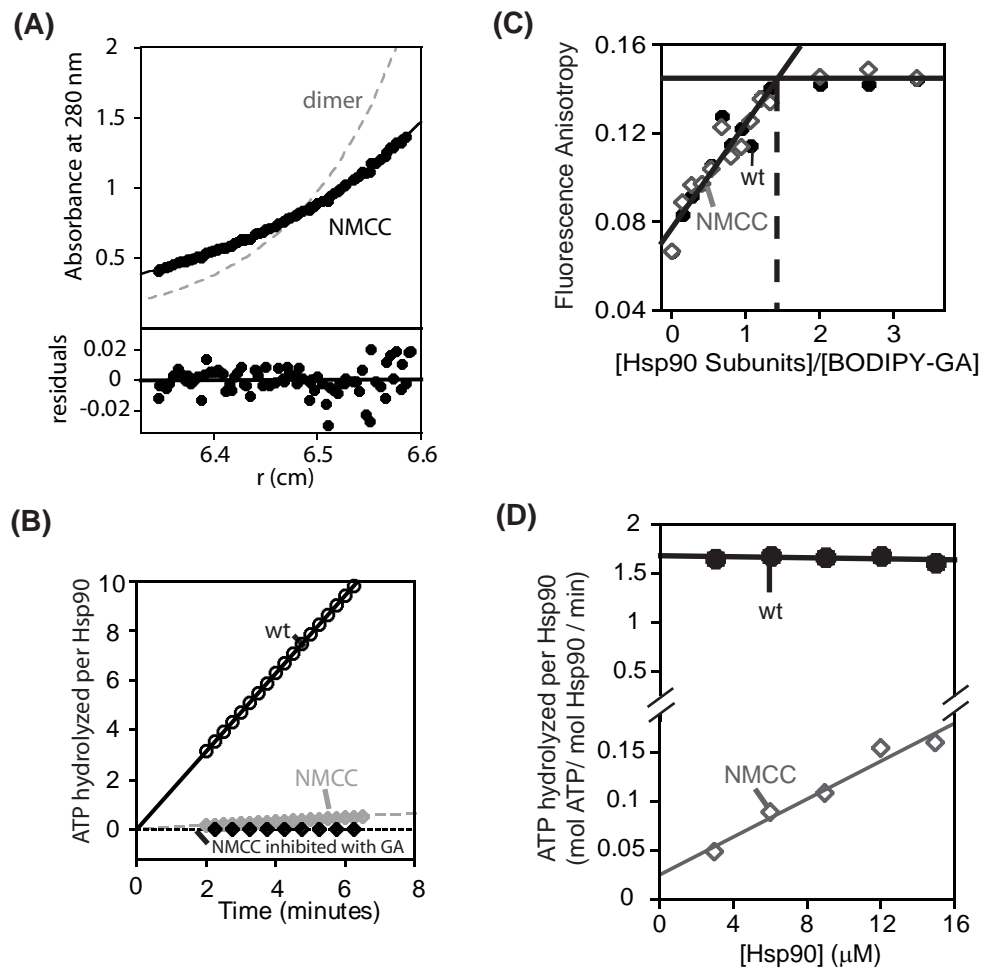 (A)
2
1.5
1
0.5
Absorbance at 280 nm
dimer
NMCC
0.02
0
-0.02
residuals
6.4
6.5
6.6
r (cm)
(C)
0.16
0.12
0.08
0.04
Fluorescence Anisotropy
wt
NMCC
0
1
2
3
[Hsp90 Subunits]/[BODIPY-GA]
(B)
10
8
6
4
2
0
ATP hydrolyzed per Hsp90
wt
NMCC
NMCC inhibited with GA
0
2
4
6
8
Time (minutes)
(D)
2
1.5
0.5
0.15
0.1
0.05
0
ATP hydrolyzed per Hsp90
(mol ATP/ mol Hsp90 / min)
wt
NMCC
0
4
8
12
16
[Hsp90] (μM)